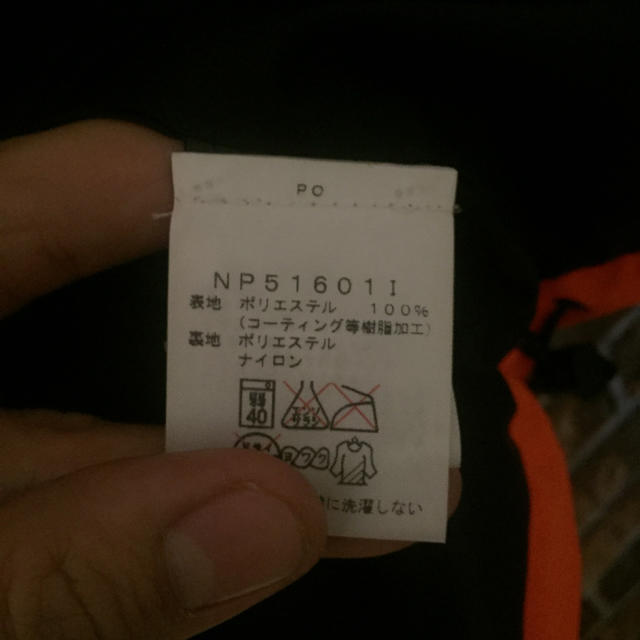 PO
NP51601I
表地 ポリエステル 100%
(コーティング等樹脂加工)
裏地 ポリエステル
ナイロン
40
に洗濯しない